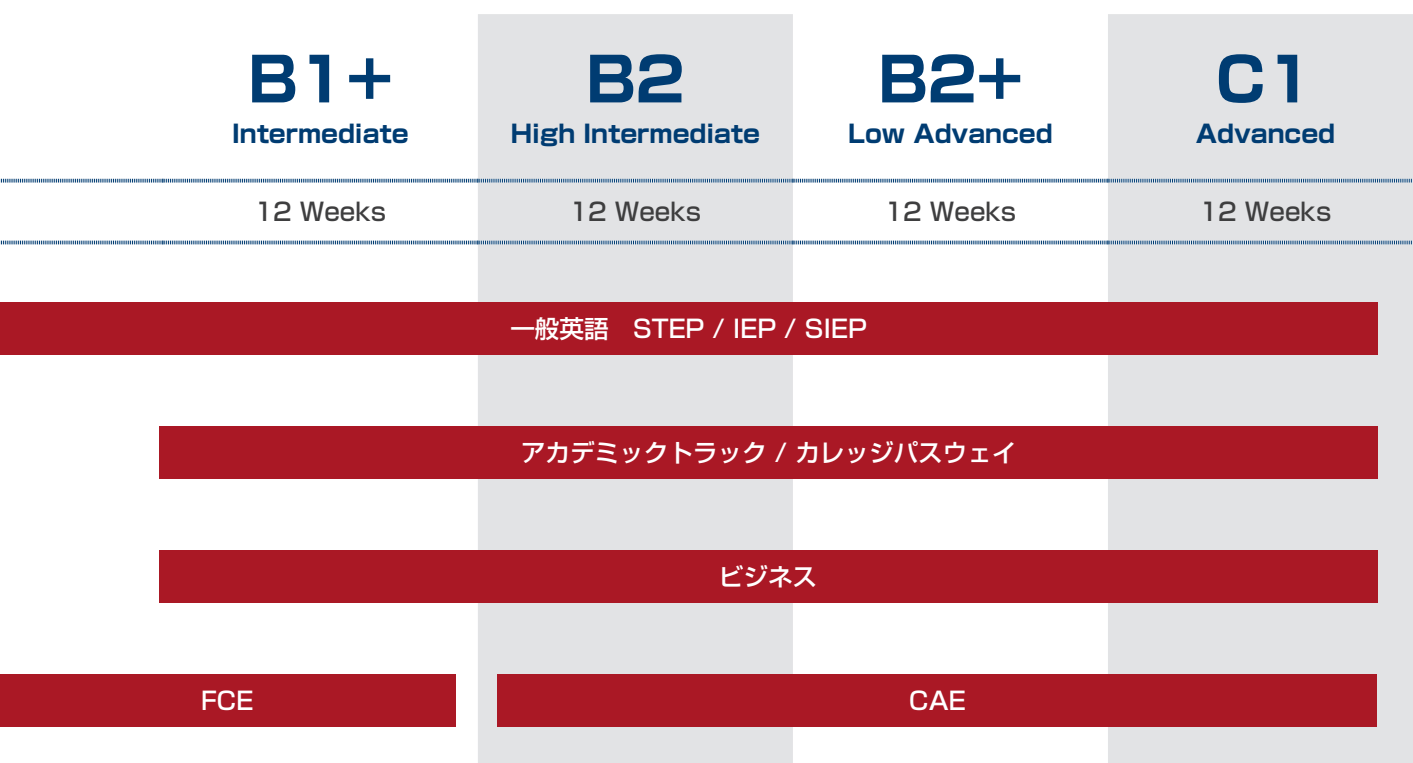 B1+ B2 B2+ C1
Intermediate High Intermediate Low Advanced Advanced
12 Weeks 12 Weeks 12 Weeks 12 Weeks
一般英語　STEP / IEP / SIEP
アカデミックトラック / カレッジパスウェイ
ビジネス
FCE CAE